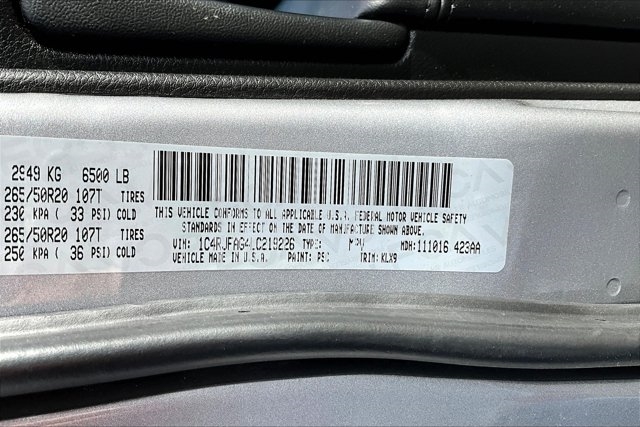 2949 KG 6500 LB
265/50R20 107T TIRES
230 KPA ( 33 PSI) COLD
265/50R20 107T TIRES
250 KPA ( 36 PSI) COLD
THIS VEHICLE CONFORMS TO ALL APPLICABLE U.S.A. FEDERAL MOTOR VEHICLE SAFETY
STANDARDS IN EFFECT ON THE DATE OF MANUFACTURE SHOWN ABOVE.
VIN: 1C4RJFAG4LC219226 TYPE: MPV MDH: 111016 423AA
VEHICLE MADE IN U.S.A. PAINT: PSC TRIM: KLX9